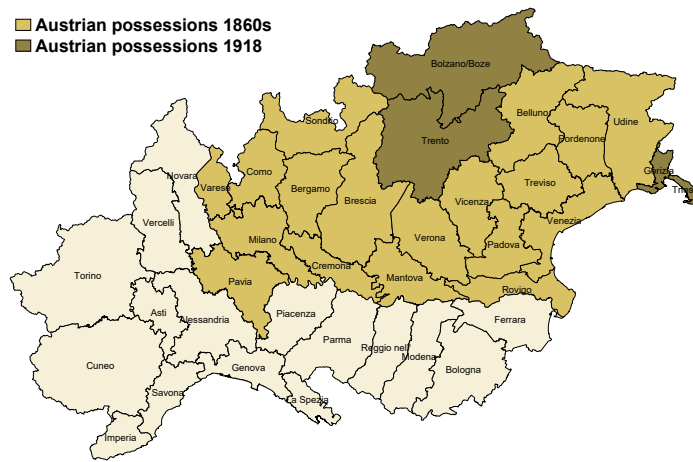 Austrian possessions 1860s
Austrian possessions 1918
Bolzano/Boze
Sondrio
Belluno
Udine
Pordenone
Trento
Gorizia
Novara
Como
Varese
Bergamo
Brescia
Vicenza
Treviso
Tries
Vercelli
Milano
Verona
Padova
Venezia
Torino
Pavia
Cremona
Mantova
Rovigo
Asti
Alessandria
Piacenza
Parma
Reggio nell'
Modena
Ferrara
Cuneo
Savona
Genova
La Spezia
Bologna
Imperia